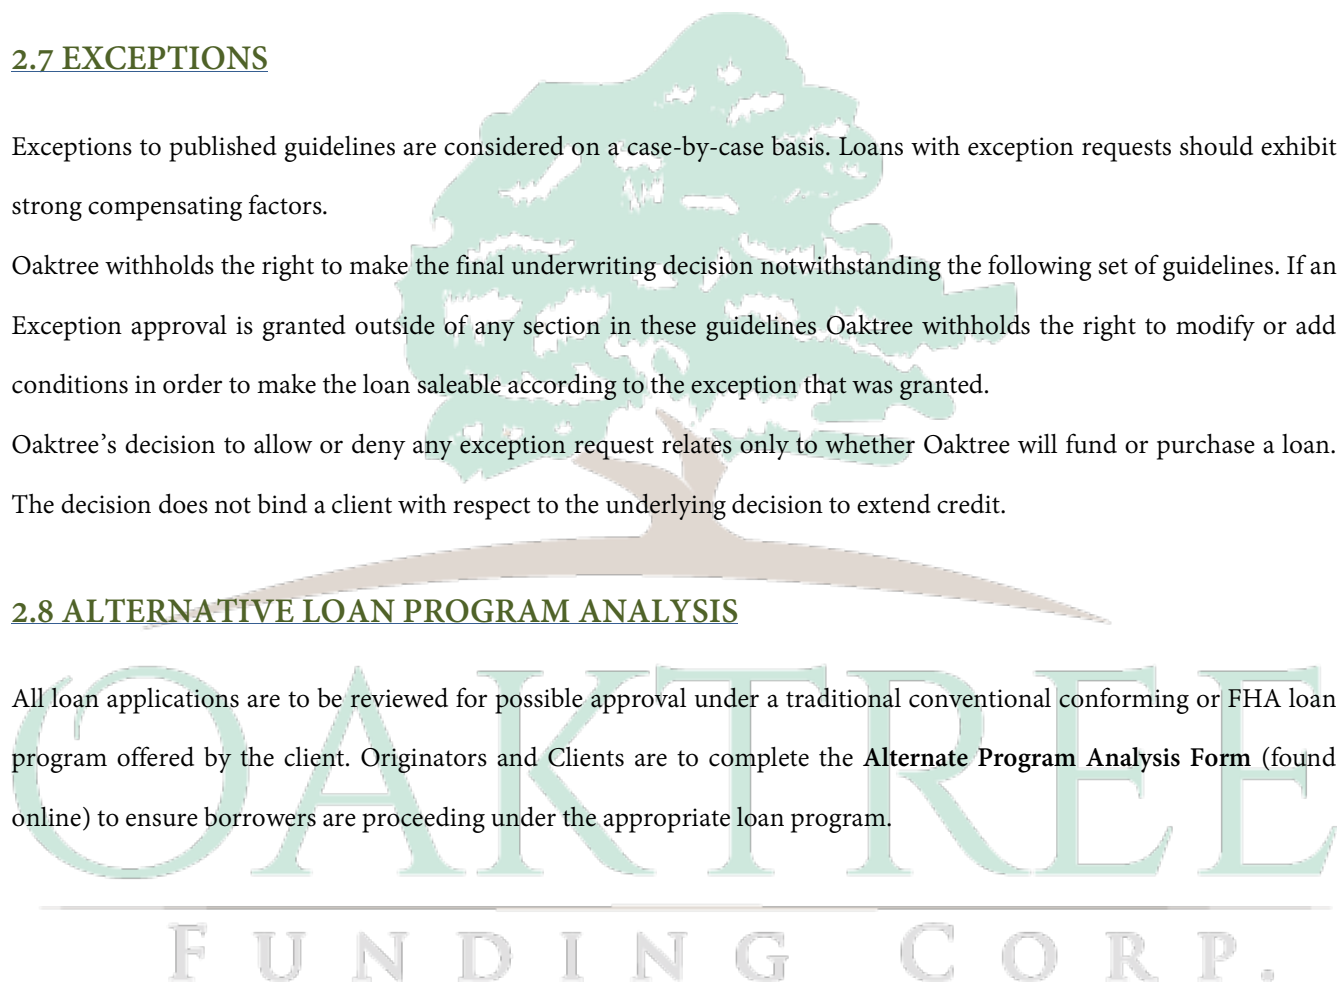 2.7 EXCEPTIONS
Exceptions to published guidelines are considered on a case-by-case basis. Loans with exception requests should exhibit
strong compensating factors.
Oaktree withholds the right to make the final underwriting decision notwithstanding the following set of guidelines. If an
Exception approval is granted outside of any section in these guidelines Oaktree withholds the right to modify or add
conditions in order to make the loan saleable according to the exception that was granted.
Oaktree’s decision to allow or deny any exception request relates only to whether Oaktree will fund or purchase a loan.
The decision does not bind a client with respect to the underlying decision to extend credit.
2.8 ALTERNATIVE LOAN PROGRAM ANALYSIS
All loan applications are to be reviewed for possible approval under a traditional conventional conforming or FHA loan
program offered by the client. Originators and Clients are to complete the Alternate Program Analysis Form (found
online) to ensure borrowers are proceeding under the appropriate loan program.
OAKTREE
FUNDING CORP.